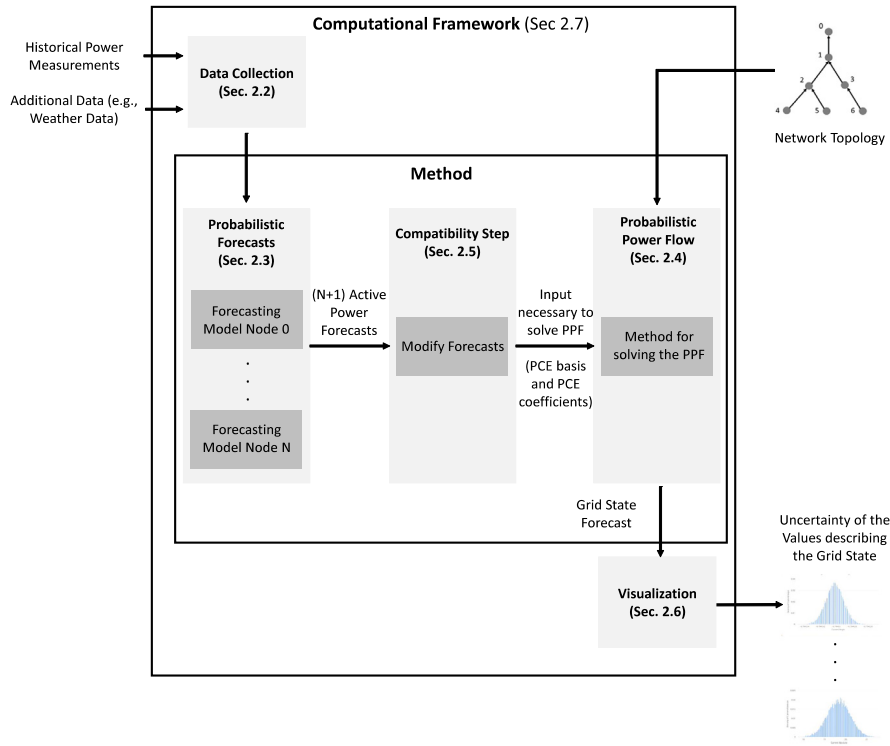 Computational Framework (Sec 2.7)
Historical Power
Measurements
Additional Data (e.g.,
Weather Data)
Data Collection
(Sec. 2.2)
0
1
2
3
4
5
6
Network Topology
Method
Probabilistic
Forecasts
(Sec. 2.3)
Forecasting
Model Node 0
.
.
.
Forecasting
Model Node N
(N+1) Active
Power
Forecasts
Compatibility Step
(Sec. 2.5)
Modify Forecasts
Input
necessary to
solve PPF
(PCE basis
and PCE
coefficients)
Probabilistic
Power Flow
(Sec. 2.4)
Method for
solving the PPF
Grid State
Forecast
Visualization
(Sec. 2.6)
Uncertainty of the
Values describing
the Grid State
.
.
.